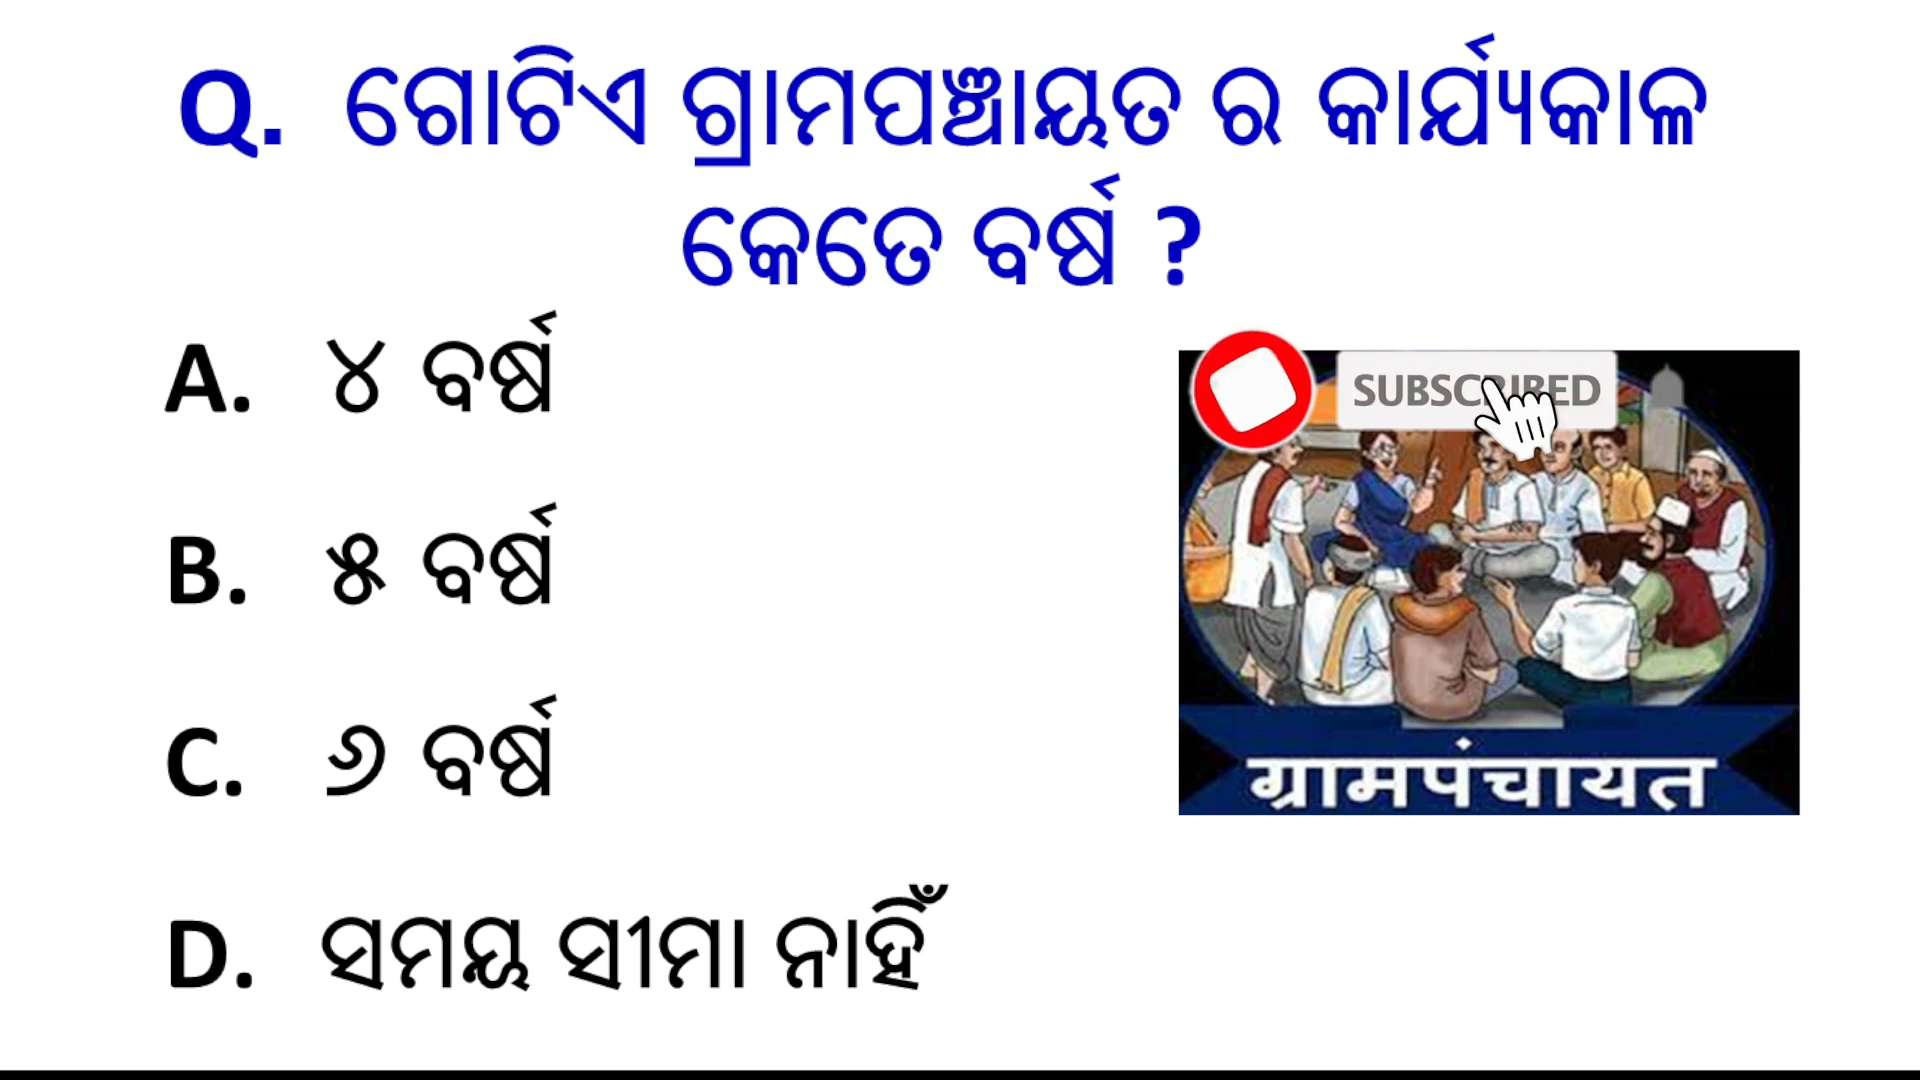 Q. ଗୋଟିଏ ଗ୍ରାମପଞ୍ଚାୟତ ର କାର୍ଯ୍ୟକାଳ
କେତେ ବର୍ଷ ?
A. ୪ ବର୍ଷ
SUBSCRIBED
B. ୫ ବର୍ଷ
C. ୬ ବର୍ଷ
ग्रामपंचायत
D. ସମୟ ସୀମା ନାହିଁ